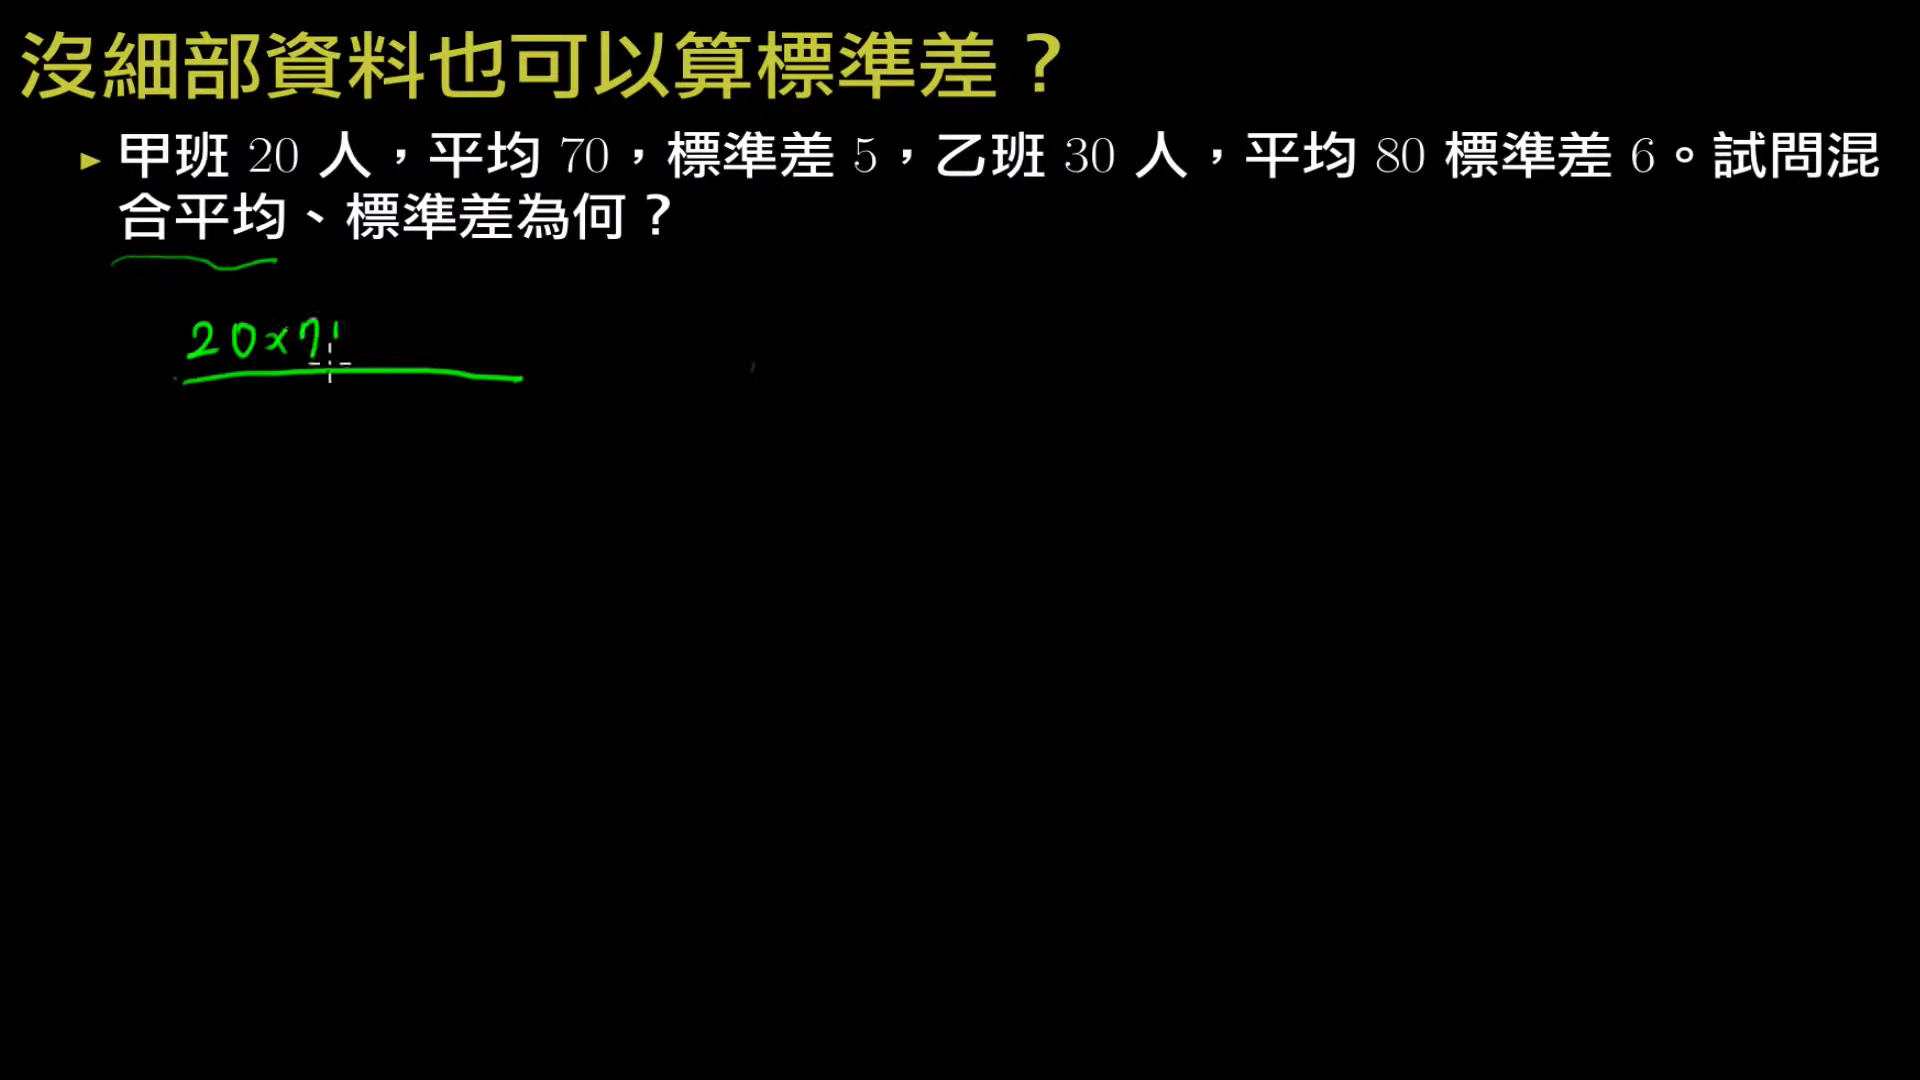 沒細部資料也可以算標準差？
甲班 20 人，平均 70，標準差 5，乙班 30 人，平均 80 標準差 6。試問混
合平均、標準差為何？
20×7